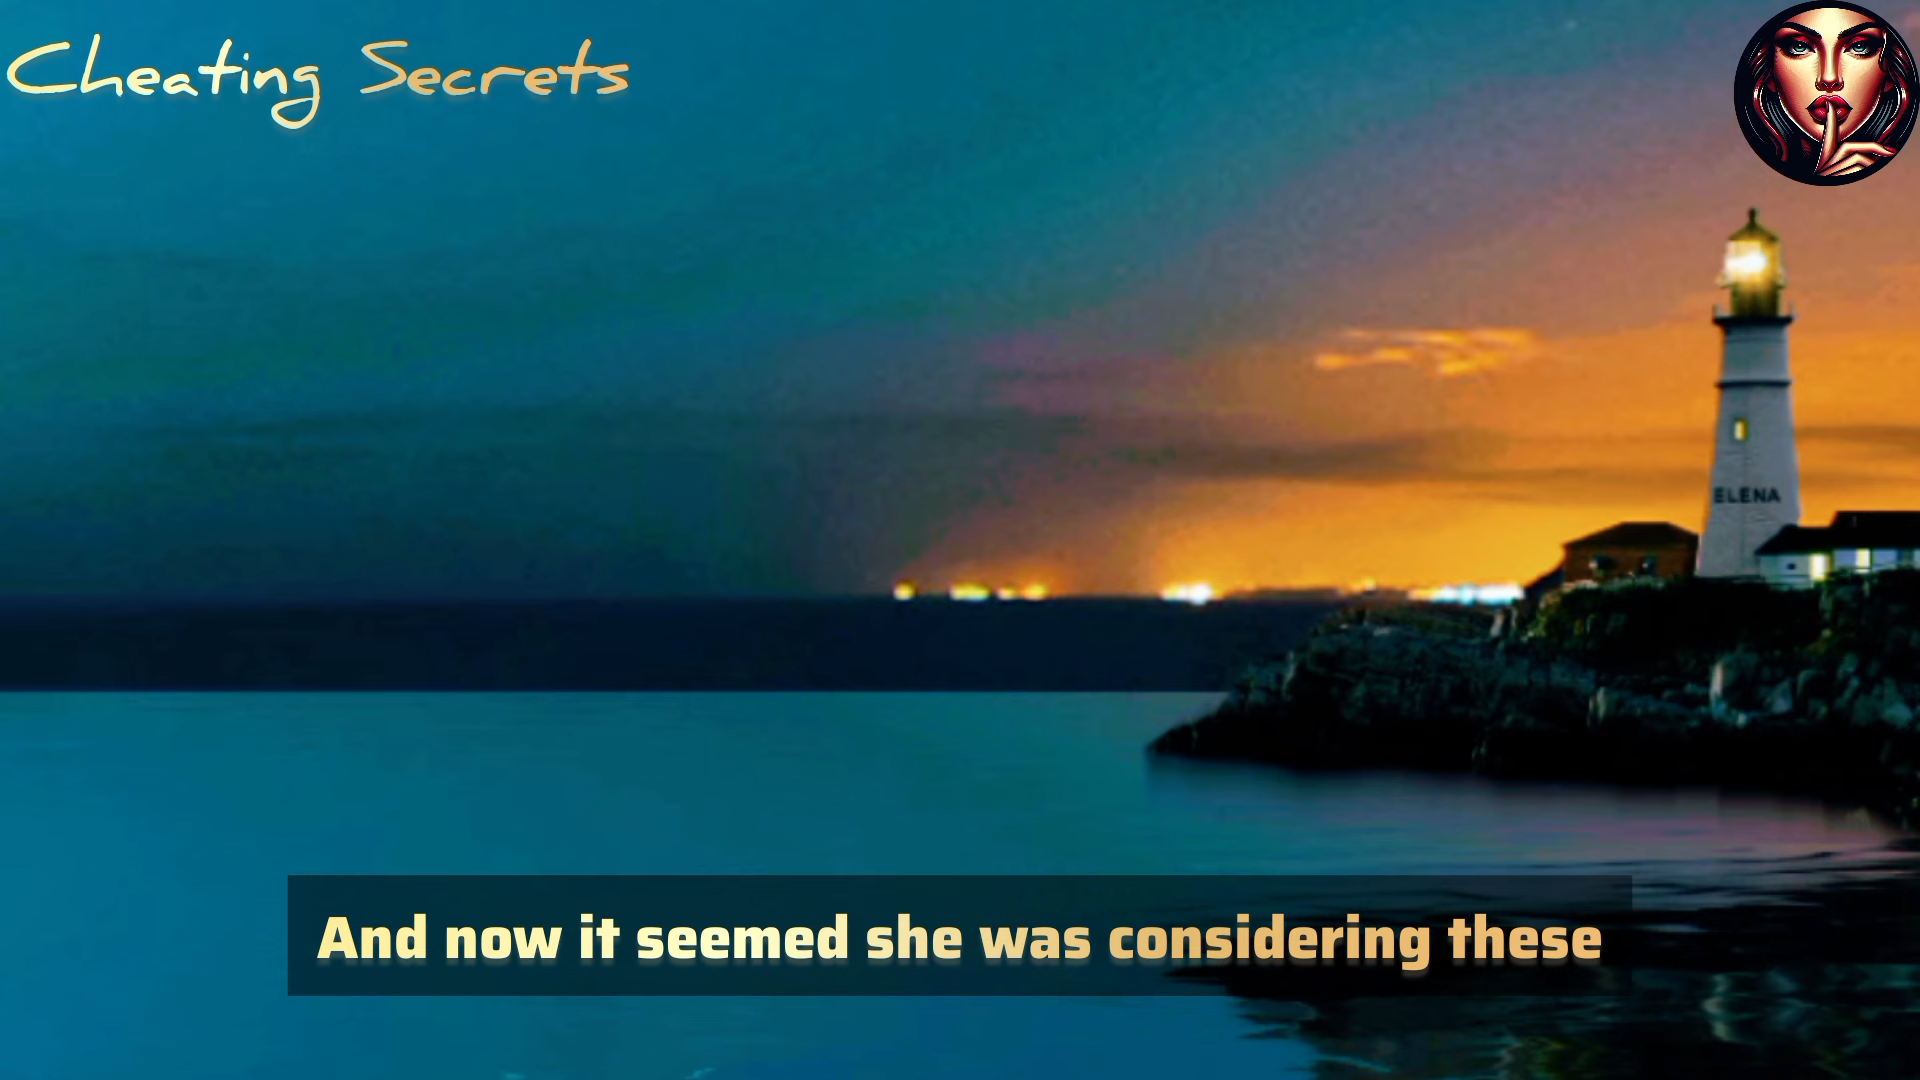 Cheating Secrets
ELENA
And now it seemed she was considering these